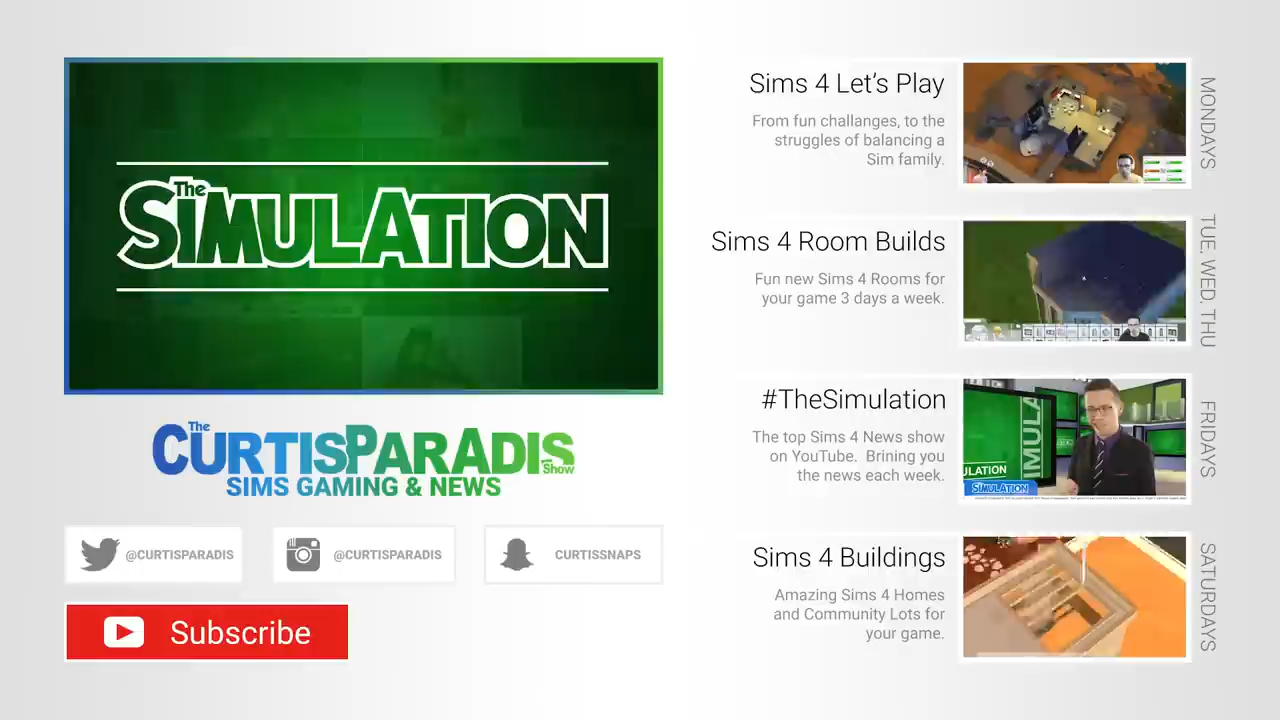 The
SIMULATION
The
CURTISPARADIS
Show
SIMS GAMING & NEWS
@CURTISPARADIS
@CURTISPARADIS
CURTISSNAPS
Subscribe
Sims 4 Let's Play
From fun challanges, to the
struggles of balancing a
Sim family.
MONDAYS
Sims 4 Room Builds
Fun new Sims 4 Rooms for
your game 3 days a week.
TUE. WED. THU
#TheSimulation
The top Sims 4 News show
on YouTube. Brining you
the news each week.
IMULA
ULATION
SIMULATION
FRIDAYS
Sims 4 Buildings
Amazing Sims 4 Homes
and Community Lots for
your game.
SATURDAYS